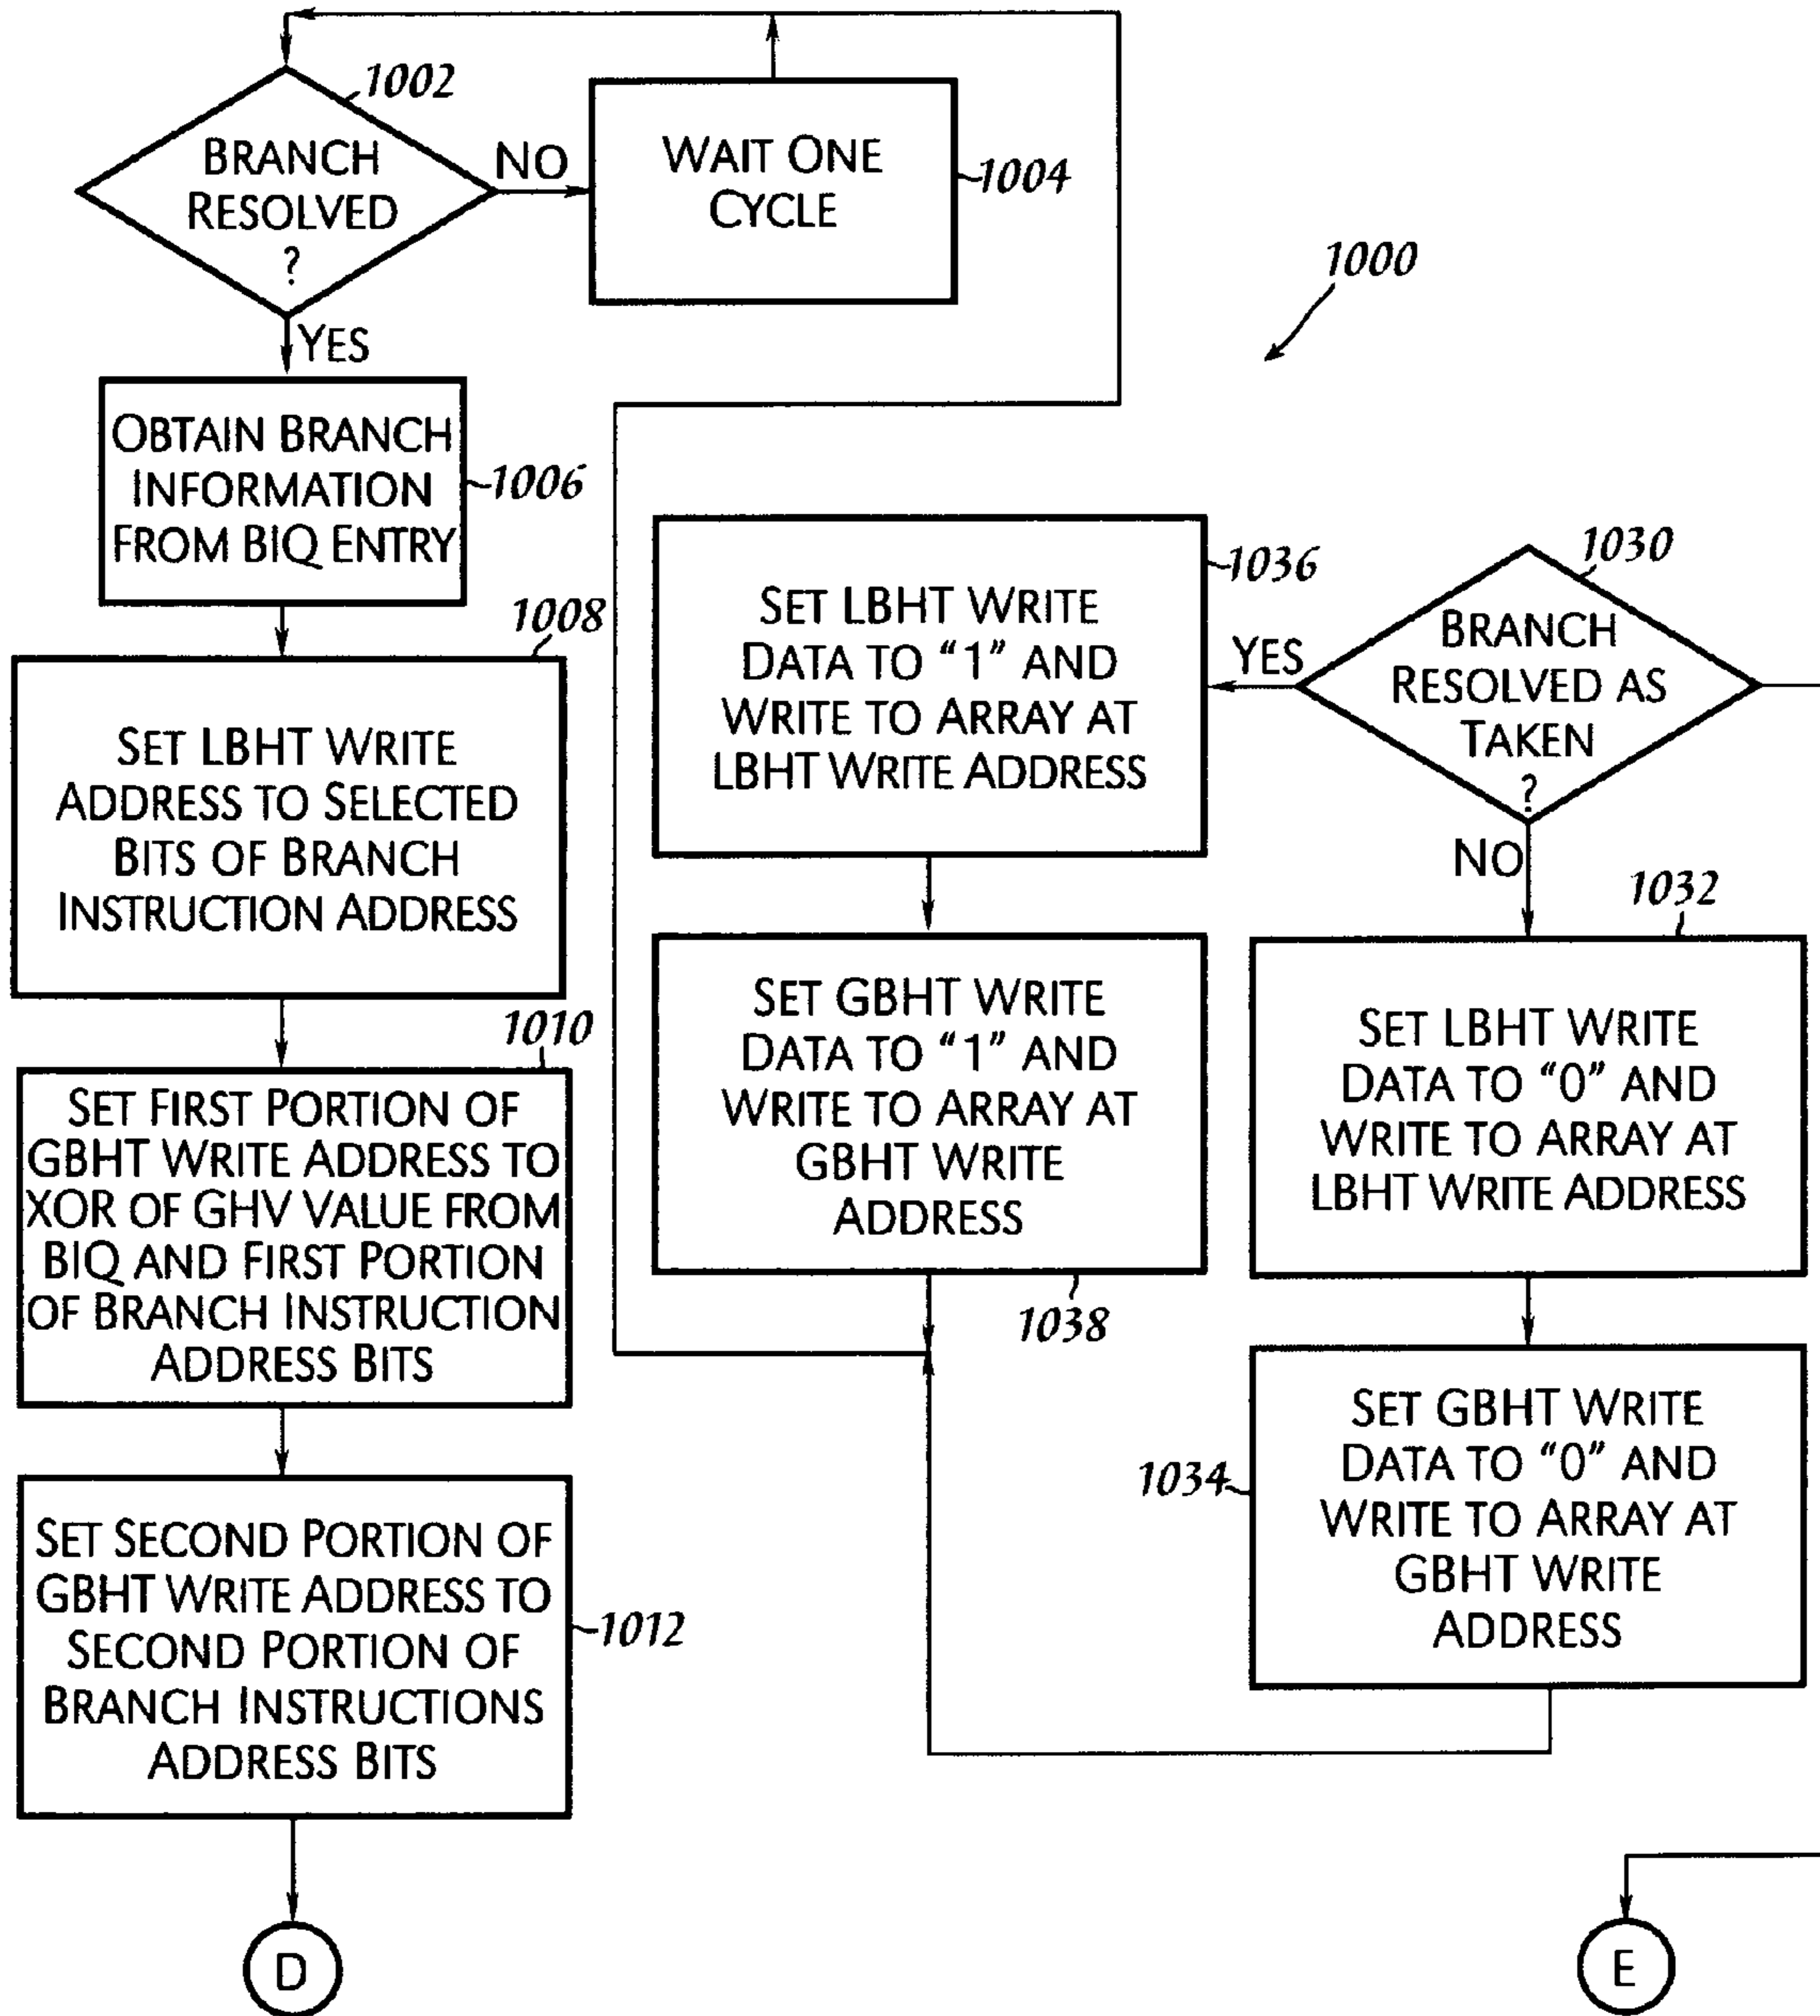 1002
BRANCH
RESOLVED
?
NO
WAIT ONE
CYCLE
1004
YES
1000
OBTAIN BRANCH
INFORMATION
FROM BIQ ENTRY
1006
1008
SET LBHT WRITE
ADDRESS TO SELECTED
BITS OF BRANCH
INSTRUCTION ADDRESS
1010
SET FIRST PORTION OF
GBHT WRITE ADDRESS TO
XOR OF GHV VALUE FROM
BIQ AND FIRST PORTION
OF BRANCH INSTRUCTION
ADDRESS BITS
SET SECOND PORTION OF
GBHT WRITE ADDRESS TO
SECOND PORTION OF
BRANCH INSTRUCTIONS
ADDRESS BITS
1012
D
1030
BRANCH
RESOLVED AS
TAKEN
?
YES
1036
SET LBHT WRITE
DATA TO “1” AND
WRITE TO ARRAY AT
LBHT WRITE ADDRESS
SET GBHT WRITE
DATA TO “1” AND
WRITE TO ARRAY AT
GBHT WRITE
ADDRESS
1038
NO
1032
SET LBHT WRITE
DATA TO “0” AND
WRITE TO ARRAY AT
LBHT WRITE ADDRESS
1034
SET GBHT WRITE
DATA TO “0” AND
WRITE TO ARRAY AT
GBHT WRITE
ADDRESS
E